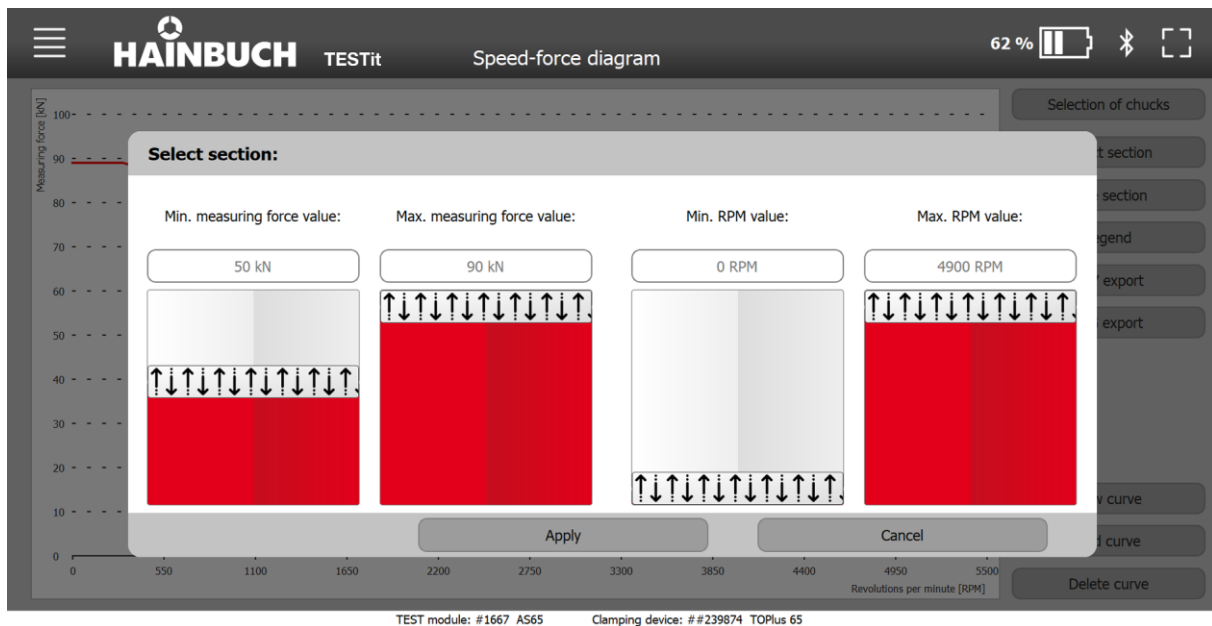 HAINBUCH TESTit Speed-force diagram 62 %
Measuring force [kN]
100
90
80
70
60
50
40
30
20
10
0
Selection of chucks
t section
section
gend
export
export
v curve
d curve
Delete curve
Select section:
Min. measuring force value: Max. measuring force value: Min. RPM value: Max. RPM value:
50 kN 90 kN 0 RPM 4900 RPM
Apply Cancel
0 550 1100 1650 2200 2750 3300 3850 4400 4950 5500
Revolutions per minute [RPM]
TEST module: #1667 AS65 Clamping device: ##239874 TOPlus 65